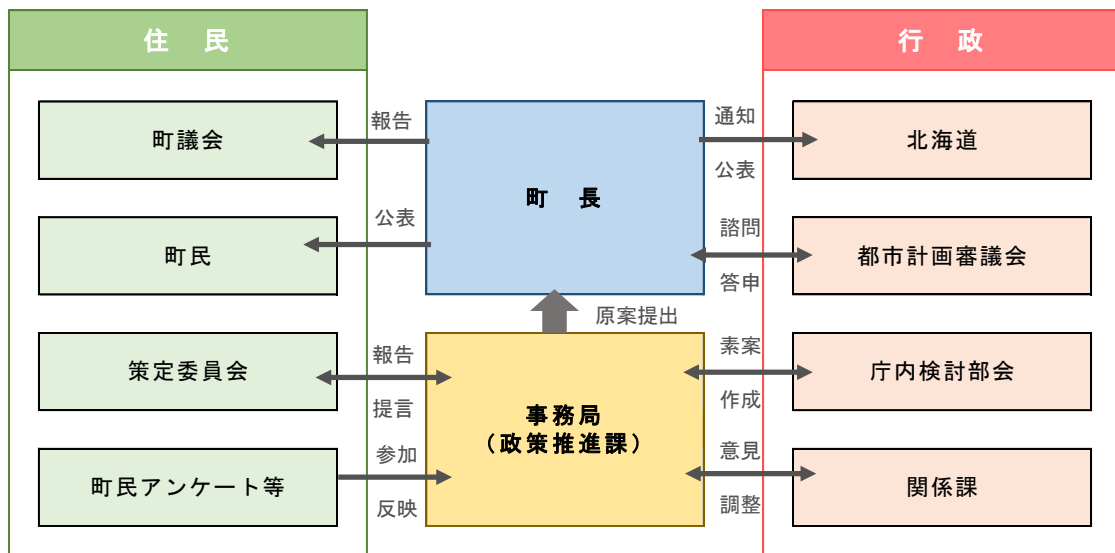 住　民
行　政
町議会
報告
町　長
通知
公表
北海道
町民
公表
諮問
答申
都市計画審議会
原案提出
策定委員会
報告
提言
事務局
（政策推進課）
素案
作成
庁内検討部会
町民アンケート等
参加
反映
意見
調整
関係課